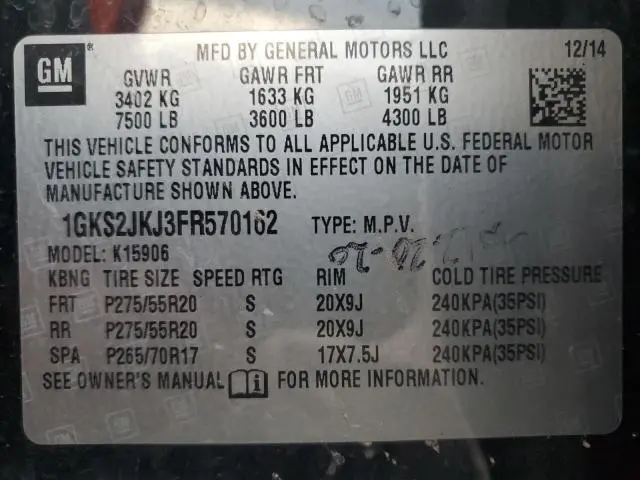 GM
MFD BY GENERAL MOTORS LLC 12/14
GVWR GAWR FRT GAWR RR
3402 KG 1633 KG 1951 KG
7500 LB 3600 LB 4300 LB
THIS VEHICLE CONFORMS TO ALL APPLICABLE U.S. FEDERAL MOTOR
VEHICLE SAFETY STANDARDS IN EFFECT ON THE DATE OF
MANUFACTURE SHOWN ABOVE.
1GKS2JKJ3FR570162 TYPE: M.P.V.
MODEL: K15906
KBNG TIRE SIZE SPEED RTG RIM COLD TIRE PRESSURE
FRT P275/55R20 S 20X9J 240KPA(35PSI)
RR P275/55R20 S 20X9J 240KPA(35PSI)
SPA P265/70R17 S 17X7.5J 240KPA(35PSI)
SEE OWNER'S MANUAL FOR MORE INFORMATION.